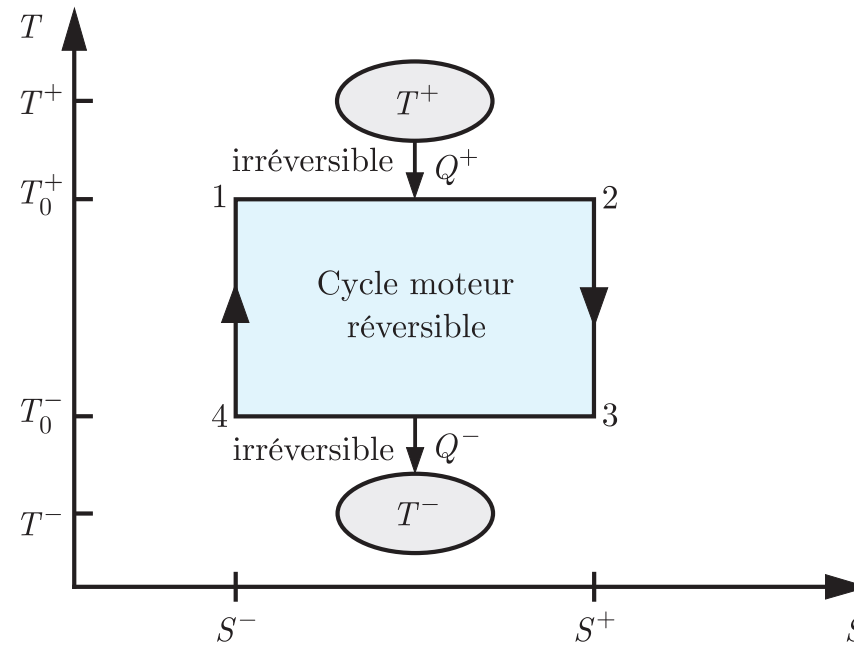 T
T⁺
T⁺
irréversible
Q⁺
T₀⁺
1
2
Cycle moteur
réversible
T₀⁻
4
3
irréversible
Q⁻
T⁻
T⁻
S⁻
S⁺